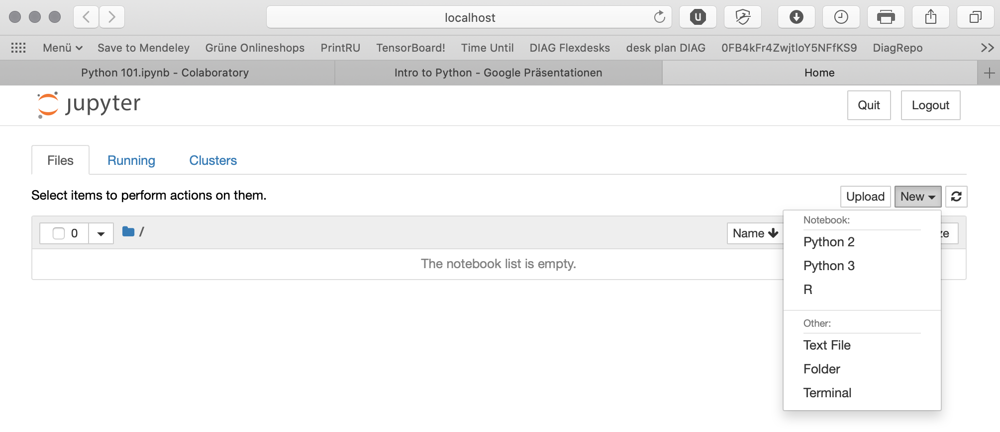 localhost
Menü Save to Mendeley Grüne Onlineshops PrintRU TensorBoard! Time Until DIAG Flexdesks desk plan DIAG 0FB4kFr4ZwjtloY5NFfKS9 DiagRepo
Python 101.ipynb - Colaboratory Intro to Python - Google Präsentationen Home
jupyter Quit Logout
Files Running Clusters
Select items to perform actions on them. Upload New
0 / Name ze
The notebook list is empty.
Notebook:
Python 2
Python 3
R
Other:
Text File
Folder
Terminal